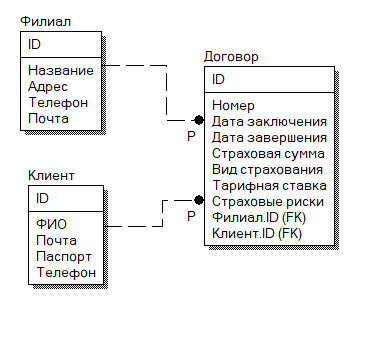 Филиал
ID
Название
Адрес
Телефон
Почта
Договор
ID
Номер
Дата заключения
Дата завершения
Страховая сумма
Вид страхования
Тарифная ставка
Страховые риски
Филиал.ID (FK)
Клиент.ID (FK)
P
P
Клиент
ID
ФИО
Почта
Паспорт
Телефон